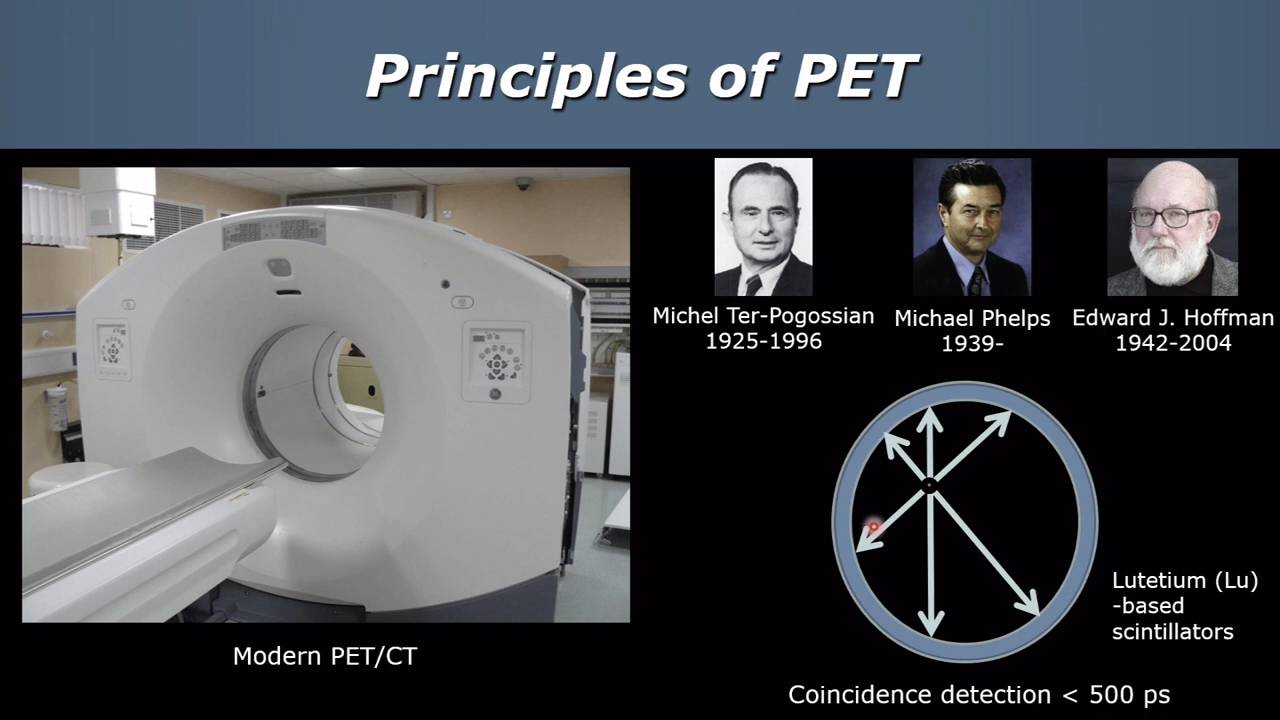 Principles of PET
Michel Ter-Pogossian
1925-1996
Michael Phelps
1939-
Edward J. Hoffman
1942-2004
Lutetium (Lu)
-based
scintillators
Modern PET/CT
Coincidence detection < 500 ps